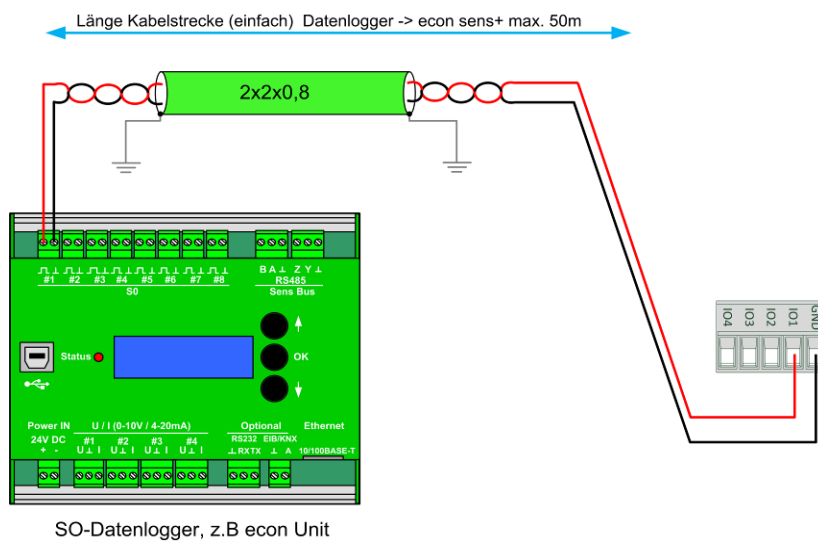 Länge Kabelstrecke (einfach) Datenlogger -> econ sens+ max. 50m
2x2x0,8
#1 #2 #3 #4 #5 #6 #7 #8
S0
B A ⊥ Z Y ⊥
RS485
Sens Bus
IO4 IO3 IO2 IO1 GND
Status
OK
Power IN
24V DC
+ -
U / I (0-10V / 4-20mA)
#1 #2 #3 #4
U ⊥ I U ⊥ I U ⊥ I U ⊥ I
Optional
RS232 EIB/KNX
⊥ RX TX ⊥ A
Ethernet
10/100BASE-T
SO-Datenlogger, z.B econ Unit